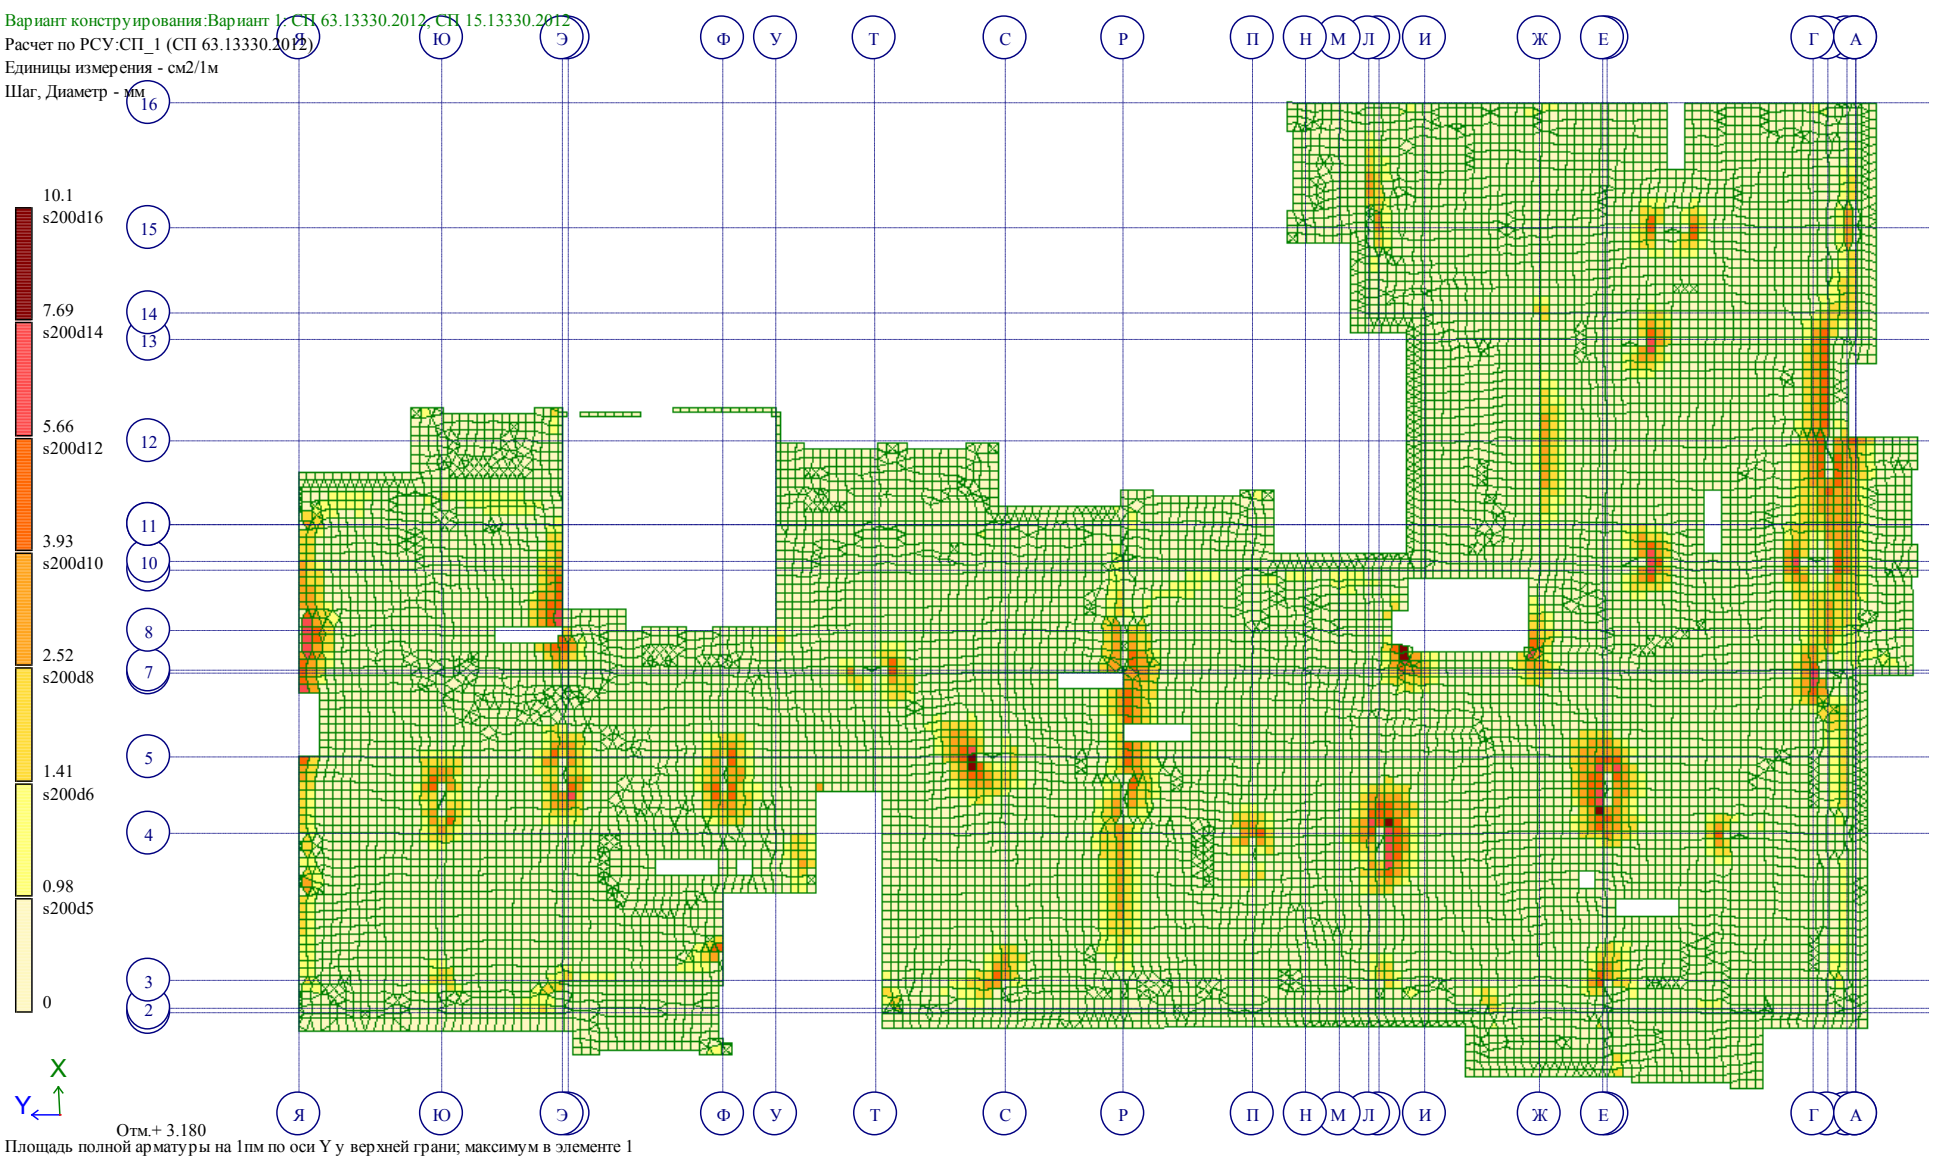 Вариант конструирования:Вариант 1: СП 63.13330.2012, СП 15.13330.2012
Расчет по РСУ:СП_1 (СП 63.13330.2012)
Единицы измерения - см2/1м
Шаг, Диаметр - мм
Я Ю Э Ф У Т С Р П Н М Л И Ж Е Г А
16
15
14
13
12
11
10
8
7
5
4
3
2
10.1
s200d16
7.69
s200d14
5.66
s200d12
3.93
s200d10
2.52
s200d8
1.41
s200d6
0.98
s200d5
0
X
Y
Я Ю Э Ф У Т С Р П Н М Л И Ж Е Г А
Отм.+ 3.180
Площадь полной арматуры на 1пм по оси Y у верхней грани; максимум в элементе 1